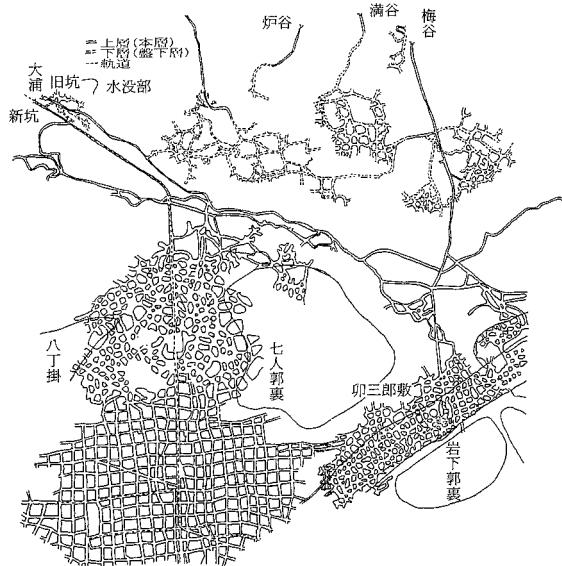 炉谷
満谷
梅谷
上層(本層)
下層(盤下層)
軌道
大浦
旧坑
水没部
新坑
八丁掛
七人郭裏
卯三郎敷
岩下郭裏